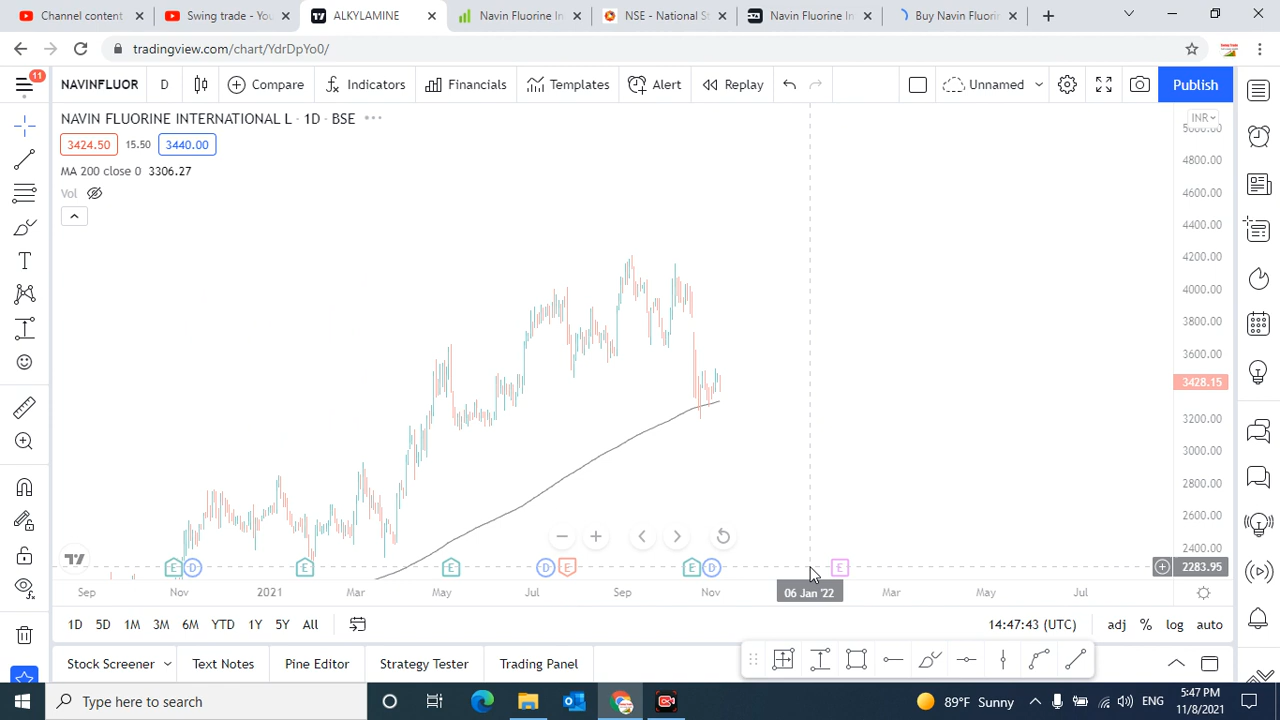 Channel content
Swing trade - You
ALKYLAMINE
Navin Fluorine In
NSE - National St
Navin Fluorine In
Buy Navin Fluorin
tradingview.com/chart/YdrDpYo0/
11
NAVINFLUOR
D
Compare
Indicators
Financials
Templates
Alert
Replay
Unnamed
Publish
NAVIN FLUORINE INTERNATIONAL L · 1D · BSE
INR
3424.50
15.50
3440.00
MA 200 close 0 3306.27
Vol
5000.00
4800.00
4600.00
4400.00
4200.00
4000.00
3800.00
3600.00
3428.15
3200.00
3000.00
2800.00
2600.00
2400.00
2283.95
E
D
E
E
D
E
E
D
E
Sep
Nov
2021
Mar
May
Jul
Sep
Nov
06 Jan '22
Mar
May
Jul
1D 5D 1M 3M 6M YTD 1Y 5Y All
14:47:43 (UTC)
adj % log auto
Stock Screener
Text Notes
Pine Editor
Strategy Tester
Trading Panel
Type here to search
89°F Sunny
ENG
5:47 PM
11/8/2021